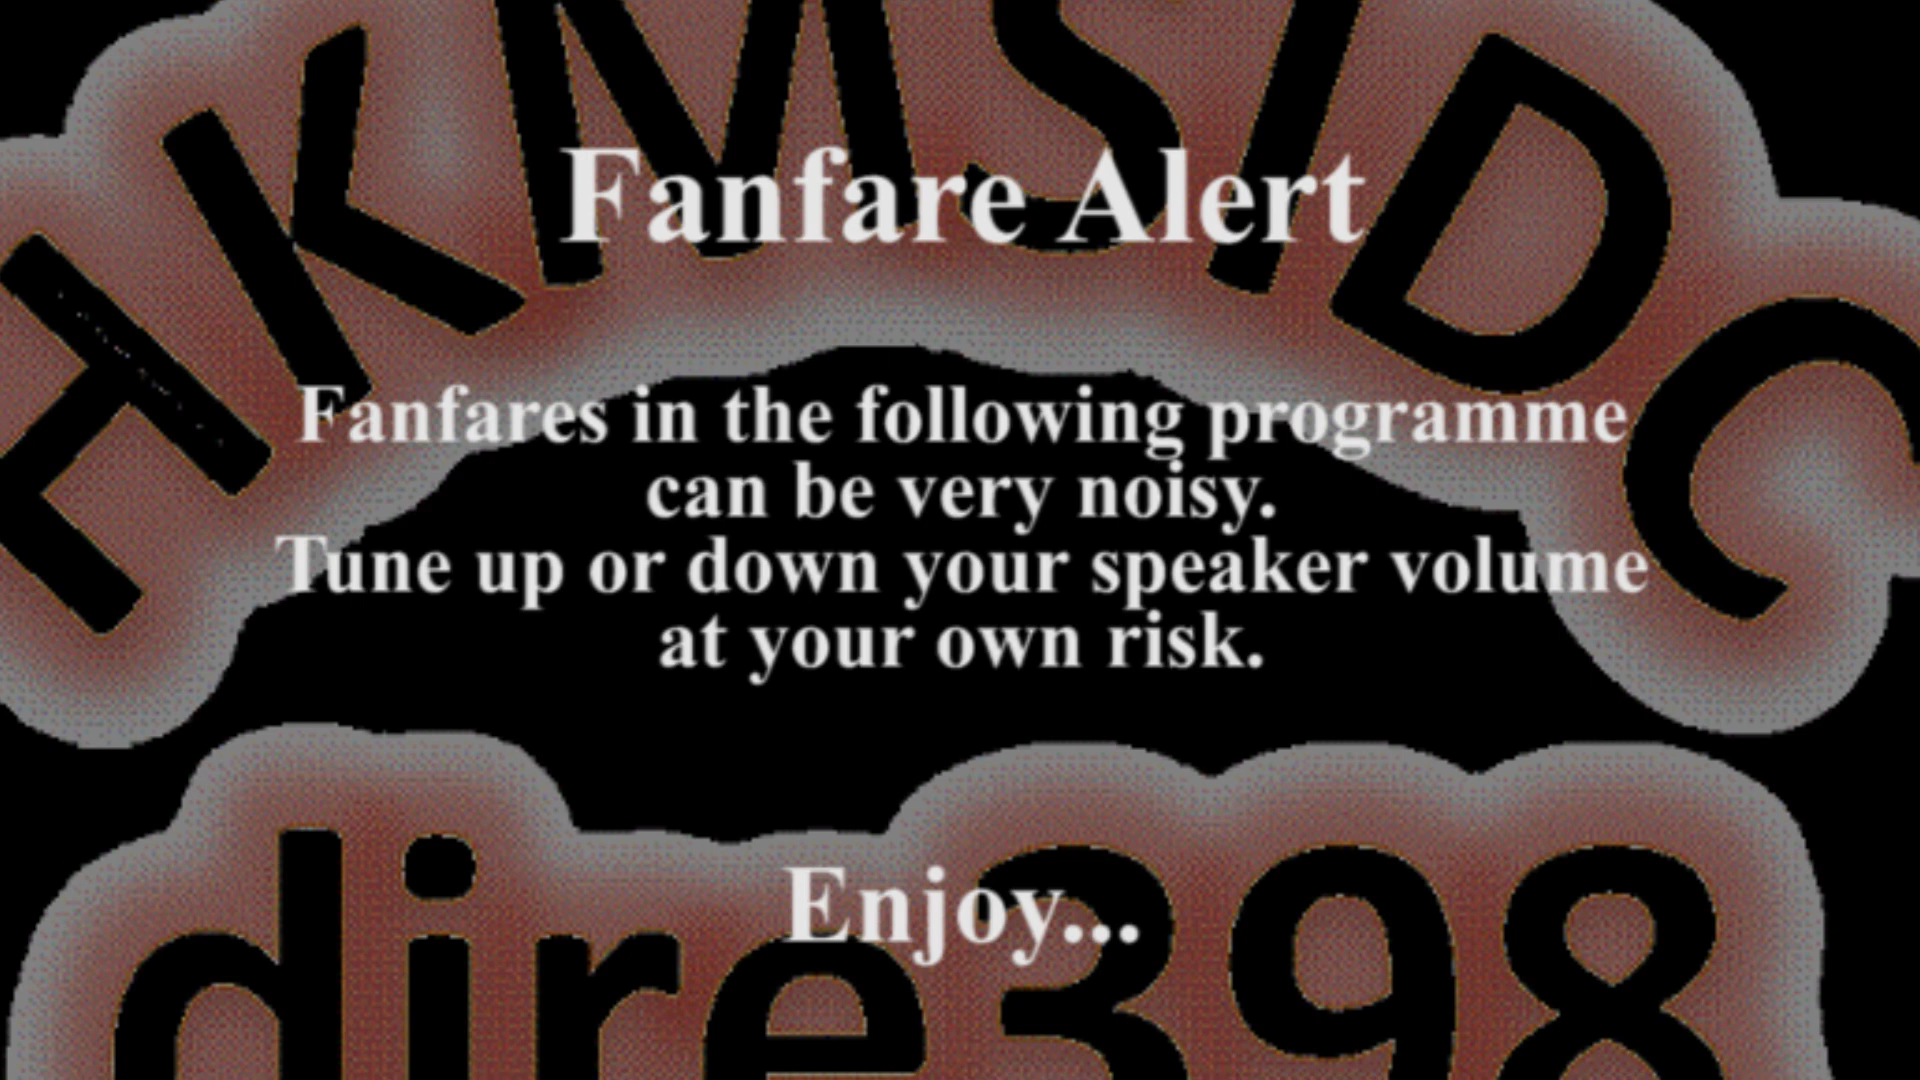 HKMSIDC
Fanfare Alert
Fanfares in the following programme
can be very noisy.
Tune up or down your speaker volume
at your own risk.
Enjoy...
dire398